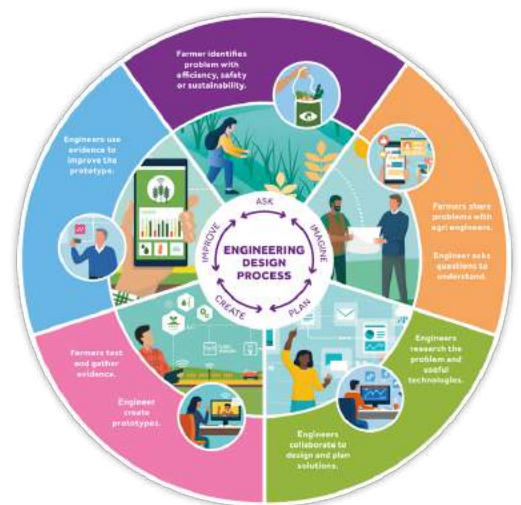 Farmer identifies
problem with
efficiency, safety
or sustainability.
Engineers use
evidence to
improve the
prototype.
Farmers share
problems with
agri engineers.
Engineer asks
questions to
understand.
ASK
IMAGINE
PLAN
CREATE
IMPROVE
ENGINEERING
DESIGN
PROCESS
Engineers
research the
problem and
useful
technologies.
Engineers
collaborate to
design and plan
solutions.
Farmers test
and gather
evidence.
Engineer
create
prototypes.